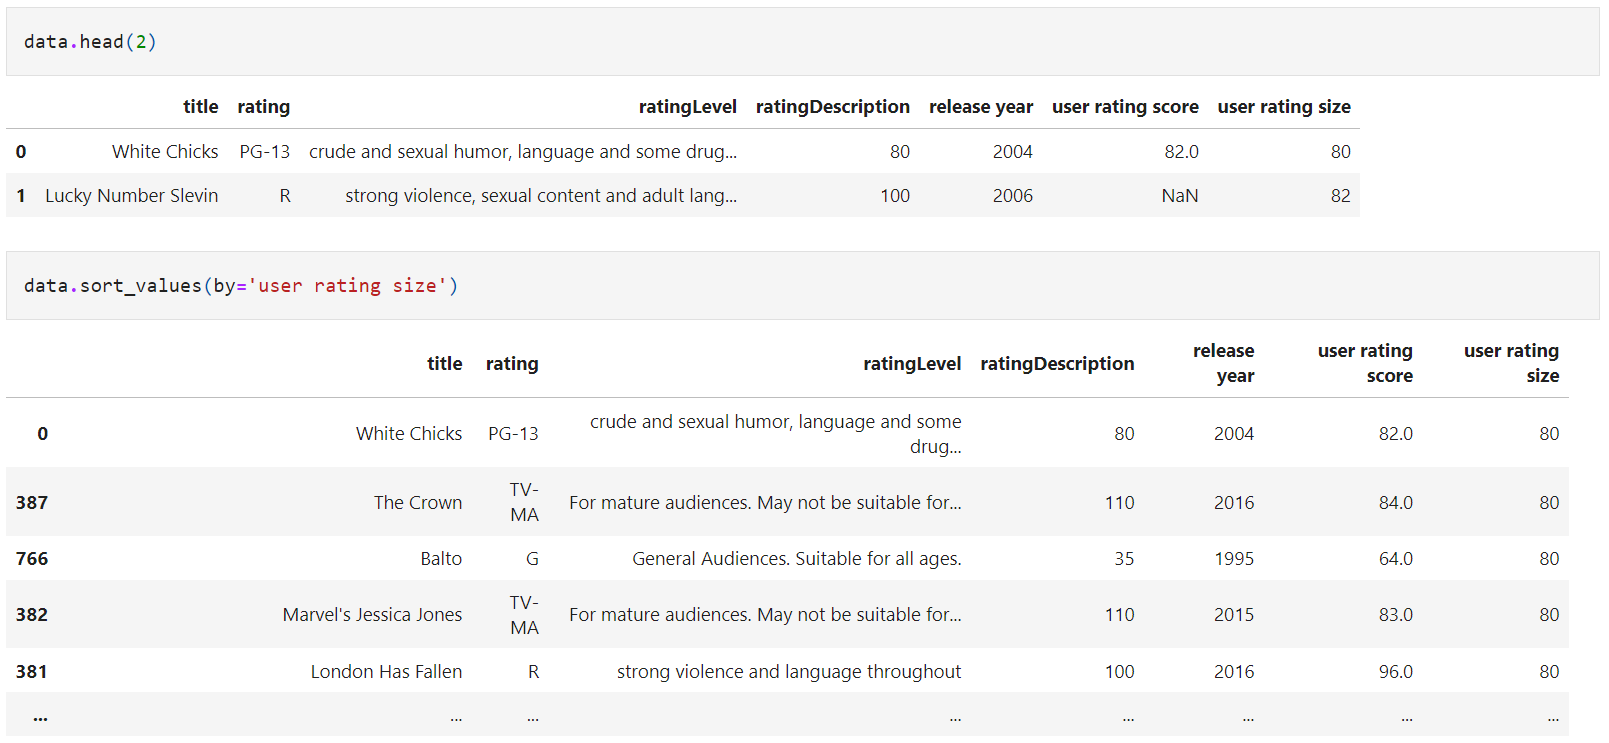 data.head(2)
title rating ratingLevel ratingDescription release year user rating score user rating size
0 White Chicks PG-13 crude and sexual humor, language and some drug... 80 2004 82.0 80
1 Lucky Number Slevin R strong violence, sexual content and adult lang... 100 2006 NaN 82
data.sort_values(by='user rating size')
title rating ratingLevel ratingDescription release year user rating score user rating size
0 White Chicks PG-13 crude and sexual humor, language and some drug... 80 2004 82.0 80
387 The Crown TV-MA For mature audiences. May not be suitable for... 110 2016 84.0 80
766 Balto G General Audiences. Suitable for all ages. 35 1995 64.0 80
382 Marvel's Jessica Jones TV-MA For mature audiences. May not be suitable for... 110 2015 83.0 80
381 London Has Fallen R strong violence and language throughout 100 2016 96.0 80
... ... ... ... ... ... ... ...